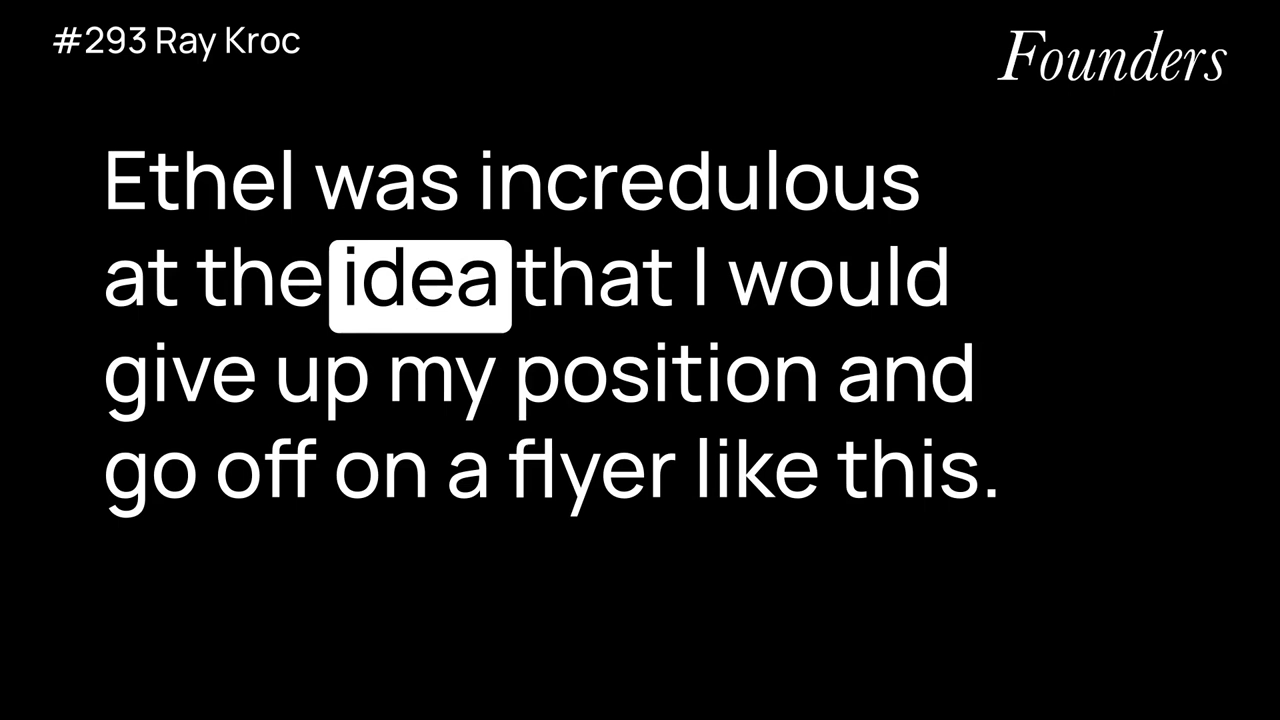 #293 Ray Kroc
Founders
Ethel was incredulous
at the idea that I would
give up my position and
go off on a flyer like this.